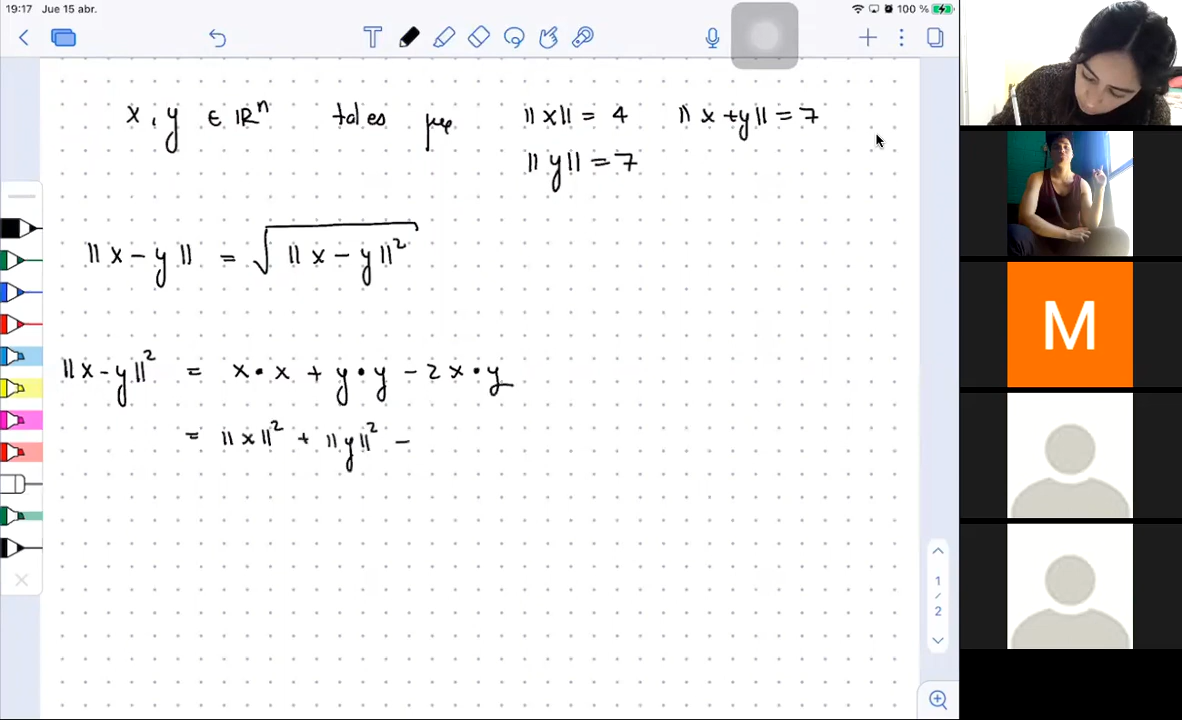 19:17 Jue 15 abr. 100 %
x, y ∈ ℝⁿ tales que ||x|| = 4 ||x+y|| = 7
||y|| = 7
||x - y|| = √||x - y||²
||x - y||² = x • x + y • y - 2 x • y
= ||x||² + ||y||² -
1
/
2
M